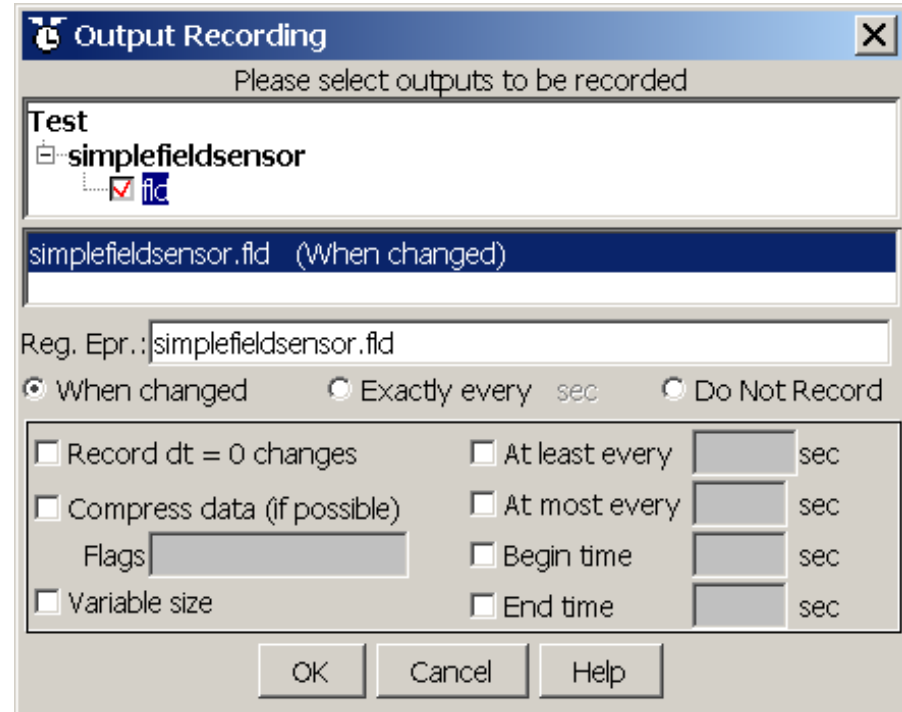 Output Recording
Please select outputs to be recorded
Test
simplefieldsensor
fld
simplefieldsensor.fld (When changed)
Reg. Epr.: simplefieldsensor.fld
When changed Exactly every sec Do Not Record
Record dt = 0 changes At least every sec
Compress data (if possible) At most every sec
Flags Begin time sec
Variable size End time sec
OK Cancel Help